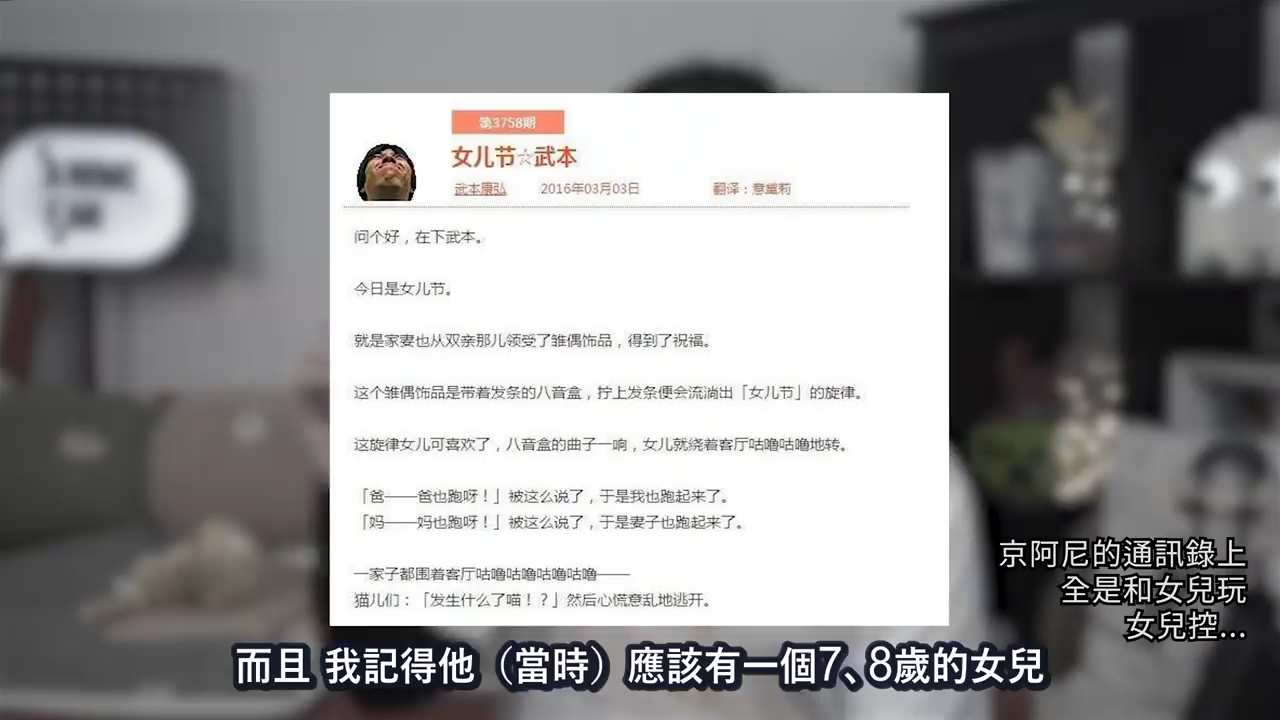 第3758期
女儿节☆武本
武本康弘 2016年03月03日 翻译：意黛莉
问个好，在下武本。
今日是女儿节。
就是家妻也从双亲那儿领受了雏偶饰品，得到了祝福。
这个雏偶饰品是带着发条的八音盒，拧上发条便会流淌出「女儿节」的旋律。
这旋律女儿可喜欢了，八音盒的曲子一响，女儿就绕着客厅咕噜咕噜地转。
「爸——爸也跑呀！」被这么说了，于是我也跑起来了。
「妈——妈也跑呀！」被这么说了，于是妻子也跑起来了。
一家子都围着客厅咕噜咕噜咕噜咕噜——
猫儿们：「发生什么了喵！？」然后心慌意乱地逃开。
京阿尼的通訊錄上
全是和女兒玩
女兒控...
而且 我記得他（當時）應該有一個7、8歲的女兒